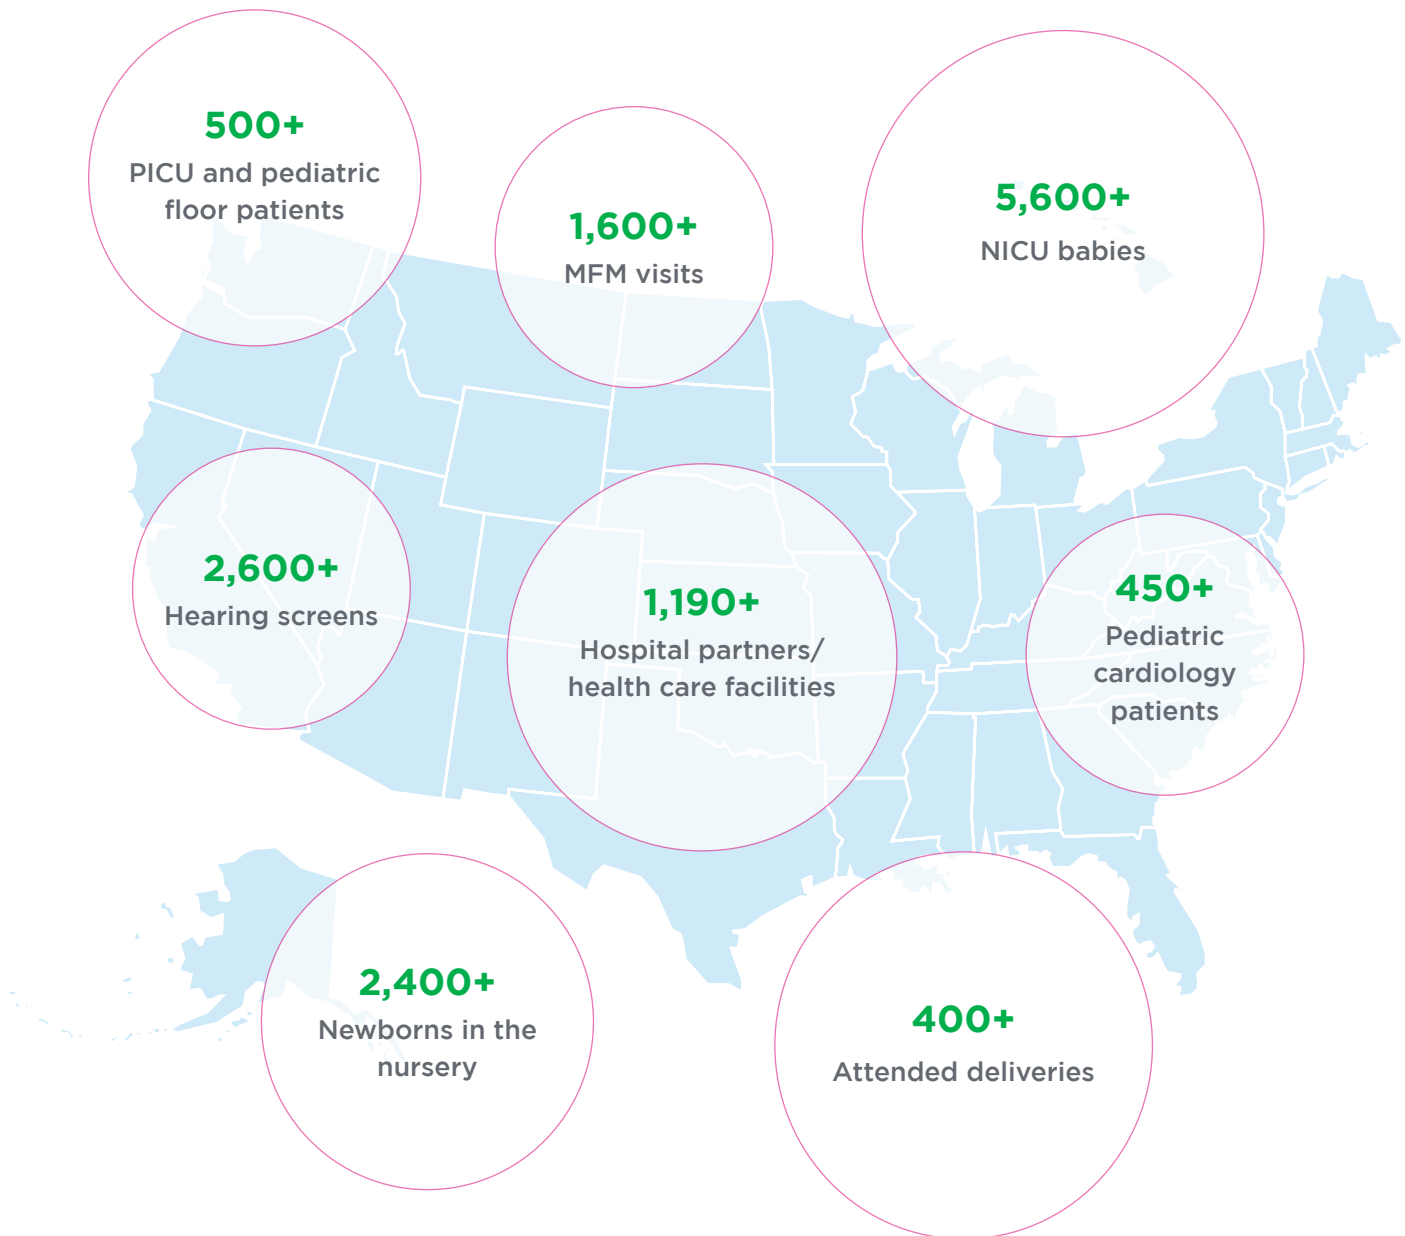 500+
PICU and pediatric
floor patients
1,600+
MFM visits
5,600+
NICU babies
2,600+
Hearing screens
1,190+
Hospital partners/
health care facilities
450+
Pediatric
cardiology
patients
2,400+
Newborns in the
nursery
400+
Attended deliveries